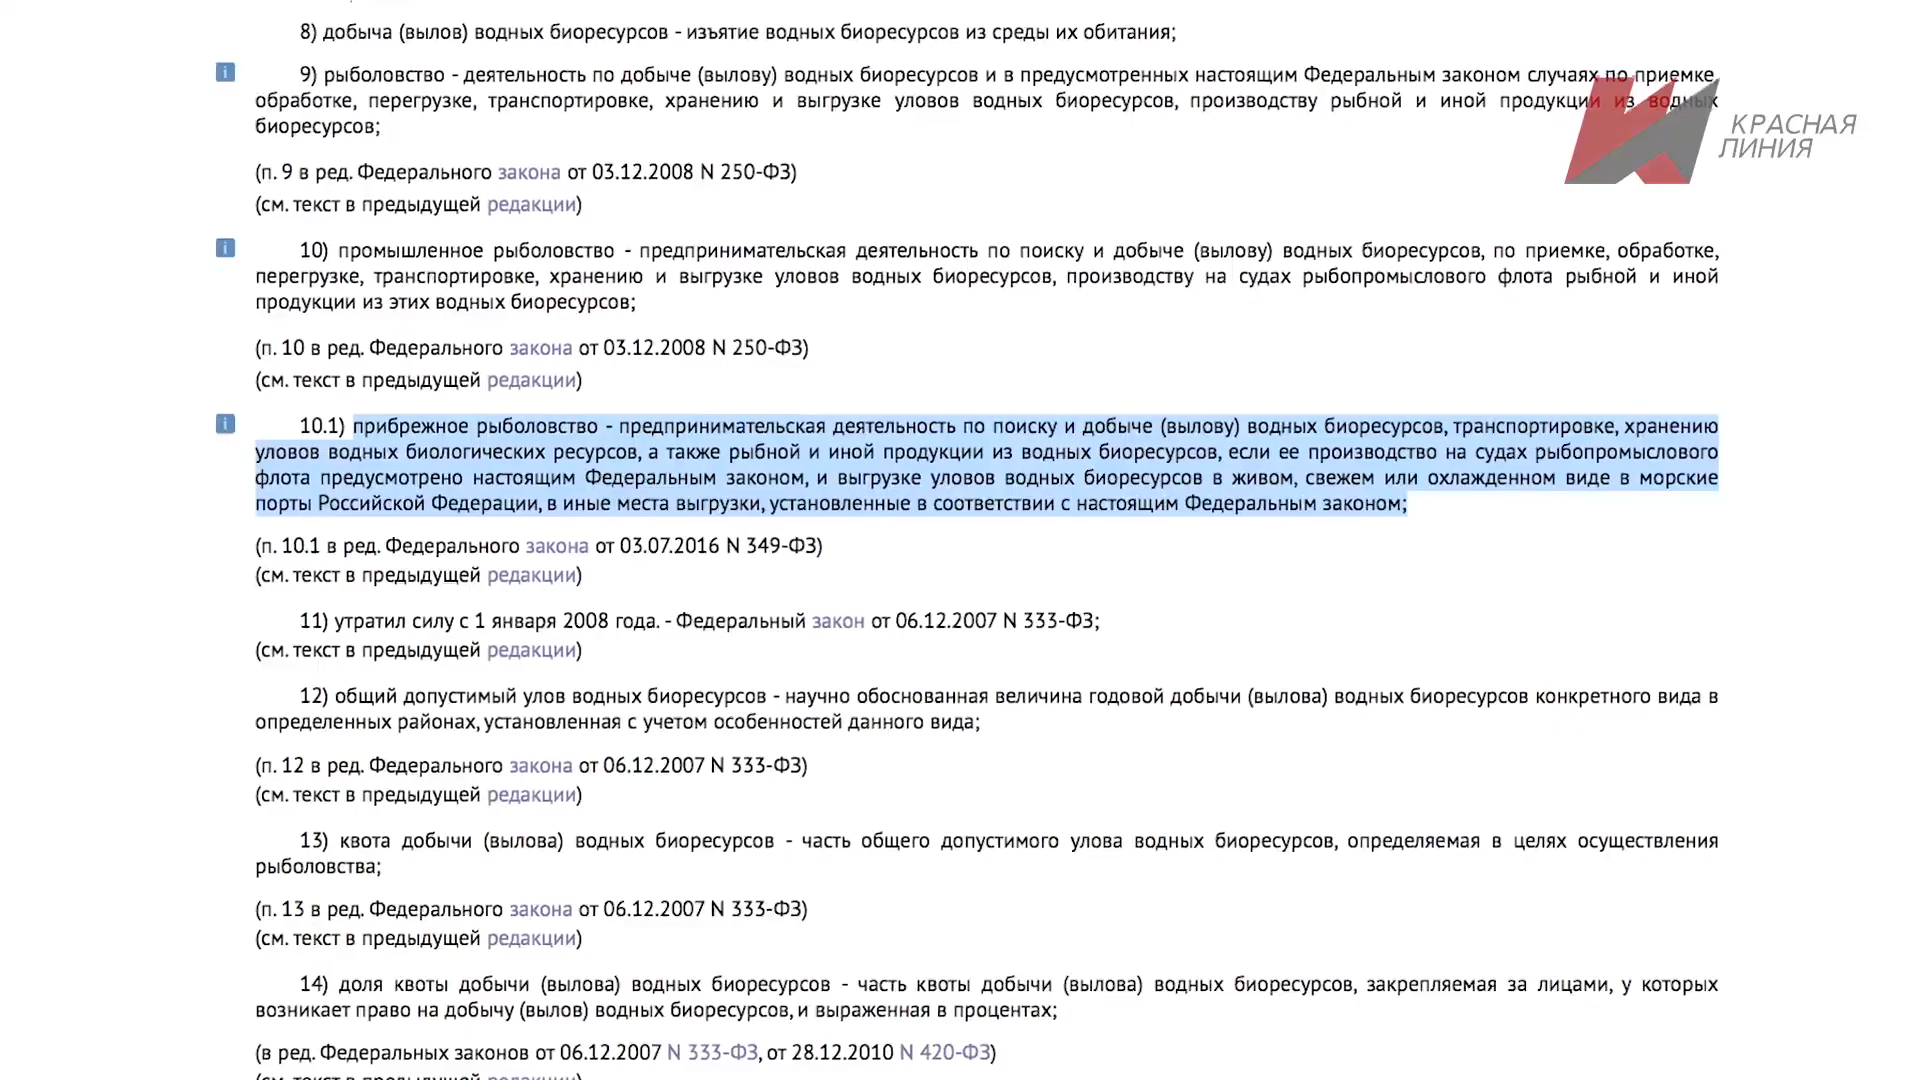 8) добыча (вылов) водных биоресурсов - изъятие водных биоресурсов из среды их обитания;
9) рыболовство - деятельность по добыче (вылову) водных биоресурсов и в предусмотренных настоящим Федеральным законом случаях по приемке,
обработке, перегрузке, транспортировке, хранению и выгрузке уловов водных биоресурсов, производству рыбной и иной продукции из водных
биоресурсов;
КРАСНАЯ
ЛИНИЯ
(п. 9 в ред. Федерального закона от 03.12.2008 N 250-ФЗ)
(см. текст в предыдущей редакции)
10) промышленное рыболовство - предпринимательская деятельность по поиску и добыче (вылову) водных биоресурсов, по приемке, обработке,
перегрузке, транспортировке, хранению и выгрузке уловов водных биоресурсов, производству на судах рыбопромыслового флота рыбной и иной
продукции из этих водных биоресурсов;
(п. 10 в ред. Федерального закона от 03.12.2008 N 250-ФЗ)
(см. текст в предыдущей редакции)
10.1) прибрежное рыболовство - предпринимательская деятельность по поиску и добыче (вылову) водных биоресурсов, транспортировке, хранению
уловов водных биологических ресурсов, а также рыбной и иной продукции из водных биоресурсов, если ее производство на судах рыбопромыслового
флота предусмотрено настоящим Федеральным законом, и выгрузке уловов водных биоресурсов в живом, свежем или охлажденном виде в морские
порты Российской Федерации, в иные места выгрузки, установленные в соответствии с настоящим Федеральным законом;
(п. 10.1 в ред. Федерального закона от 03.07.2016 N 349-ФЗ)
(см. текст в предыдущей редакции)
11) утратил силу с 1 января 2008 года. - Федеральный закон от 06.12.2007 N 333-ФЗ;
(см. текст в предыдущей редакции)
12) общий допустимый улов водных биоресурсов - научно обоснованная величина годовой добычи (вылова) водных биоресурсов конкретного вида в
определенных районах, установленная с учетом особенностей данного вида;
(п. 12 в ред. Федерального закона от 06.12.2007 N 333-ФЗ)
(см. текст в предыдущей редакции)
13) квота добычи (вылова) водных биоресурсов - часть общего допустимого улова водных биоресурсов, определяемая в целях осуществления
рыболовства;
(п. 13 в ред. Федерального закона от 06.12.2007 N 333-ФЗ)
(см. текст в предыдущей редакции)
14) доля квоты добычи (вылова) водных биоресурсов - часть квоты добычи (вылова) водных биоресурсов, закрепляемая за лицами, у которых
возникает право на добычу (вылов) водных биоресурсов, и выраженная в процентах;
(в ред. Федеральных законов от 06.12.2007 N 333-ФЗ, от 28.12.2010 N 420-ФЗ)
(см. текст в предыдущей редакции)